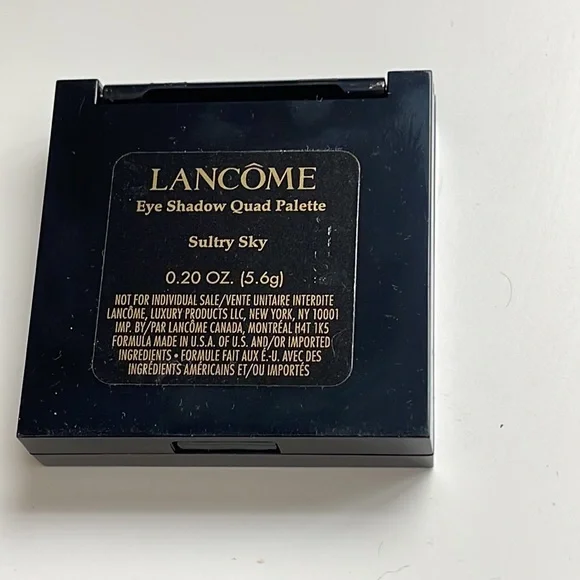 LANCÔME
Eye Shadow Quad Palette
Sultry Sky
0.20 OZ. (5.6g)
NOT FOR INDIVIDUAL SALE/VENTE UNITAIRE INTERDITE
LANCÔME, LUXURY PRODUCTS LLC, NEW YORK, NY 10001
IMP. BY/PAR LANCÔME CANADA, MONTRÉAL H4T 1K5
FORMULA MADE IN U.S.A. OF U.S. AND/OR IMPORTED
INGREDIENTS • FORMULE FAIT AUX É.-U. AVEC DES
INGRÉDIENTS AMÉRICAINS ET/OU IMPORTÉS